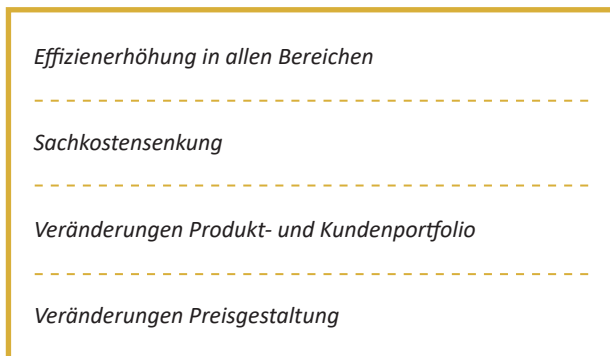 Effizienerhöhung in allen Bereichen
Sachkostensenkung
Veränderungen Produkt- und Kundenportfolio
Veränderungen Preisgestaltung